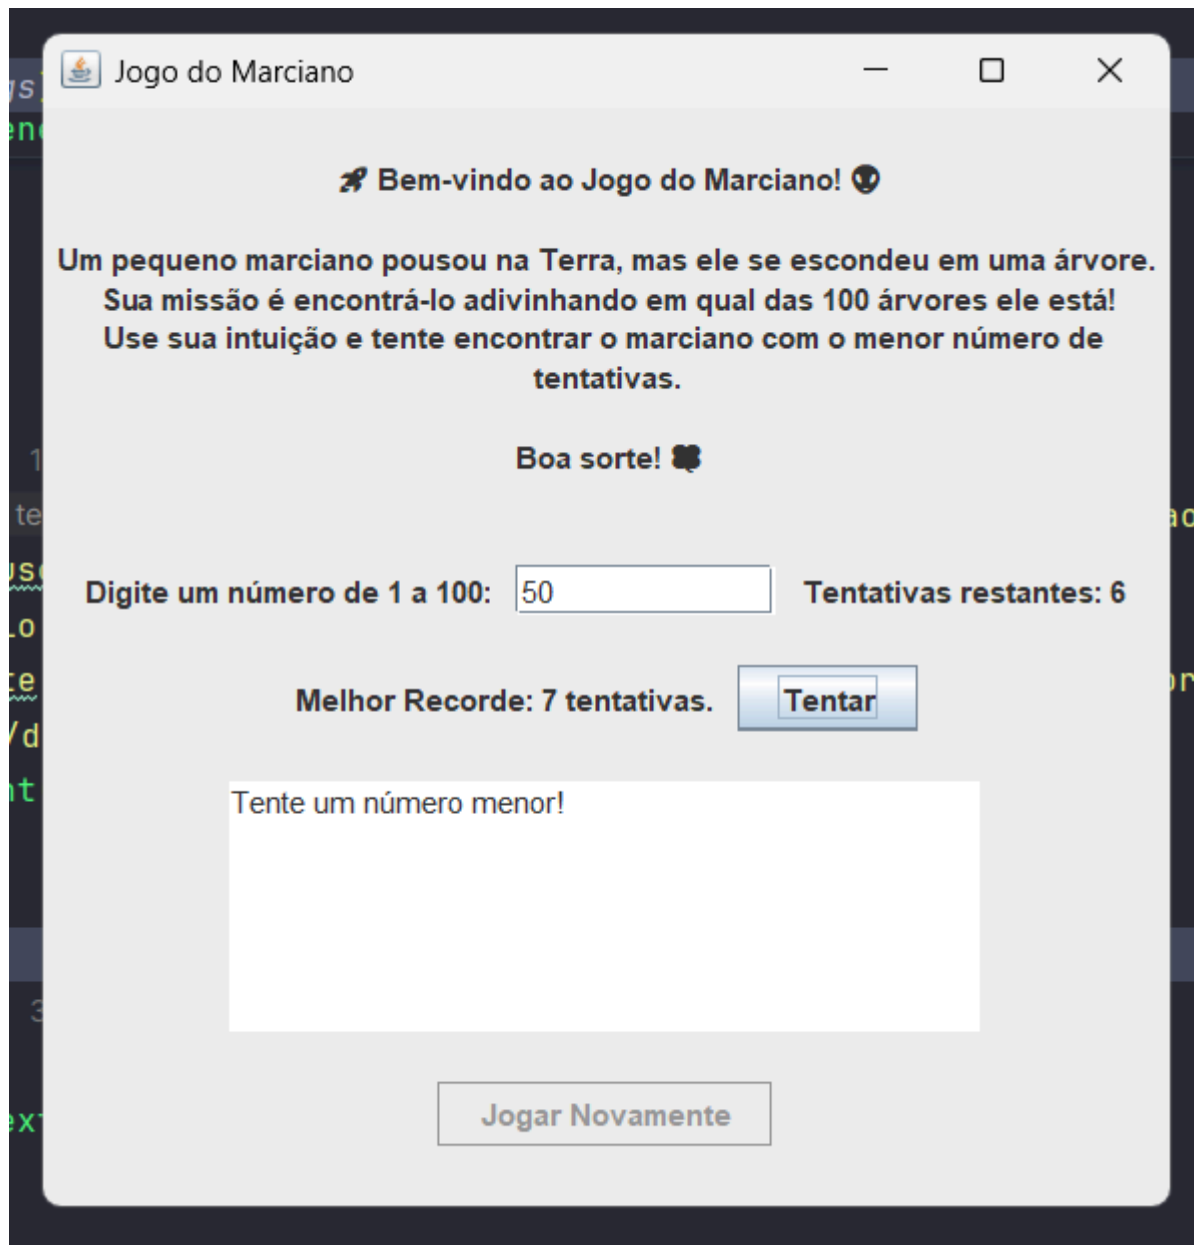 Jogo do Marciano
🚀 Bem-vindo ao Jogo do Marciano! 👽
Um pequeno marciano pousou na Terra, mas ele se escondeu em uma árvore.
Sua missão é encontrá-lo adivinhando em qual das 100 árvores ele está!
Use sua intuição e tente encontrar o marciano com o menor número de
tentativas.
Boa sorte! 🍀
Digite um número de 1 a 100: 50 Tentativas restantes: 6
Melhor Recorde: 7 tentativas. Tentar
Tente um número menor!
Jogar Novamente